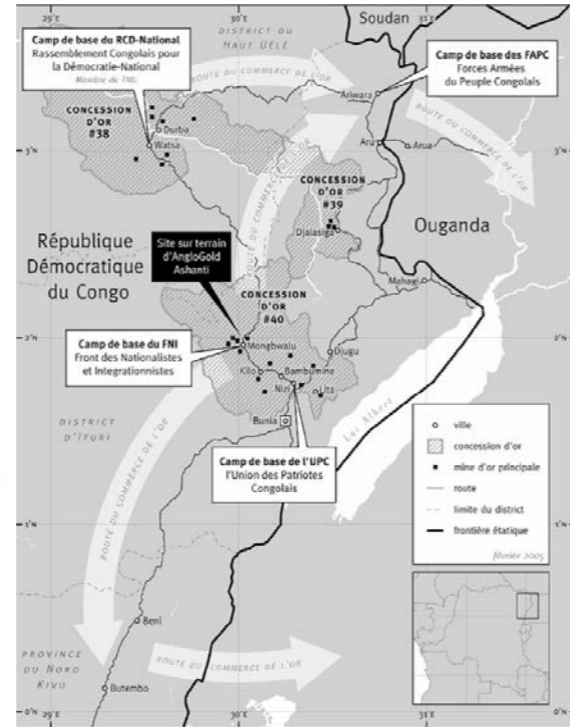 29°E
30°E
31°E
Soudan
DISTRICT
DU
HAUT UÉLÉ
Camp de base du RCD-National
Rassemblement Congolais pour
la Démocratie-National
Membre de FNG
Camp de base des FAPC
Forces Armées
du Peuple Congolais
ROUTE DU COMMERCE DE L'OR
Ariwara
ROUTE DU COMMERCE DE L'OR
CONCESSION
D'OR
#38
Durba
Watsa
3°N
3°N
Aru
Arua
CONCESSION
D'OR
#39
ROUTE DU COMMERCE DE L'OR
Djalasiga
Ouganda
République
Démocratique
du Congo
Site sur terrain
d'AngloGold
Ashanti
CONCESSION
D'OR
#40
Mahagi
2°N
2°N
Camp de base du FNI
Front des Nationalistes
et Integrationnistes
Mongbwalu
Djugu
Kilo
Bambumine
Nizi
Lita
Lac Albert
DISTRICT
D'ITURI
Bunia
Camp de base de l'UPC
l'Union des Patriotes
Congolais
ROUTE DU COMMERCE DE L'OR
ville
concession d'or
mine d'or principale
route
limite du district
frontière étatique
février 2005
1°N
1°N
Beni
PROVINCE
DU NORD
KIVU
ROUTE DU COMMERCE DE L'OR
Butembo
0°N
0°N
29°E
30°E
31°E